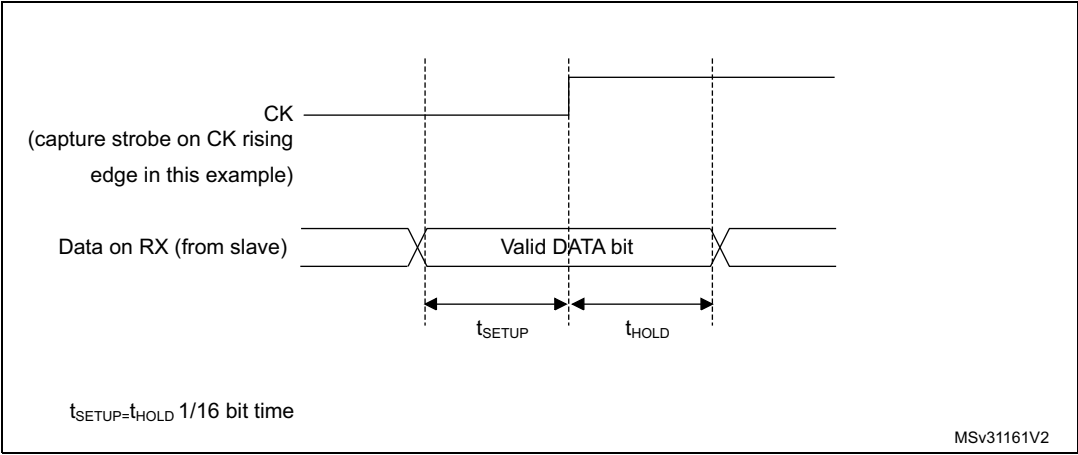 CK
(capture strobe on CK rising
edge in this example)
Data on RX (from slave)
Valid DATA bit
tSETUP
tHOLD
tSETUP=tHOLD 1/16 bit time
MSv31161V2